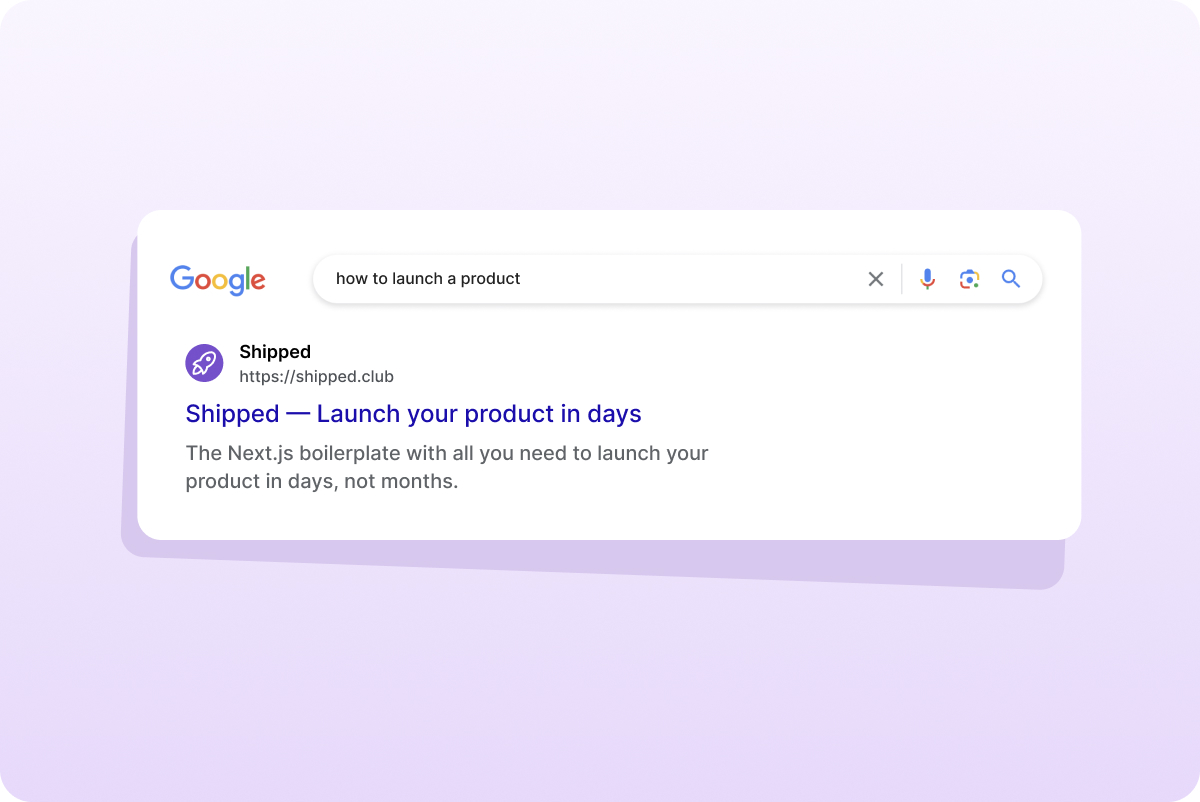 Google
how to launch a product
Shipped
https://shipped.club
Shipped — Launch your product in days
The Next.js boilerplate with all you need to launch your
product in days, not months.